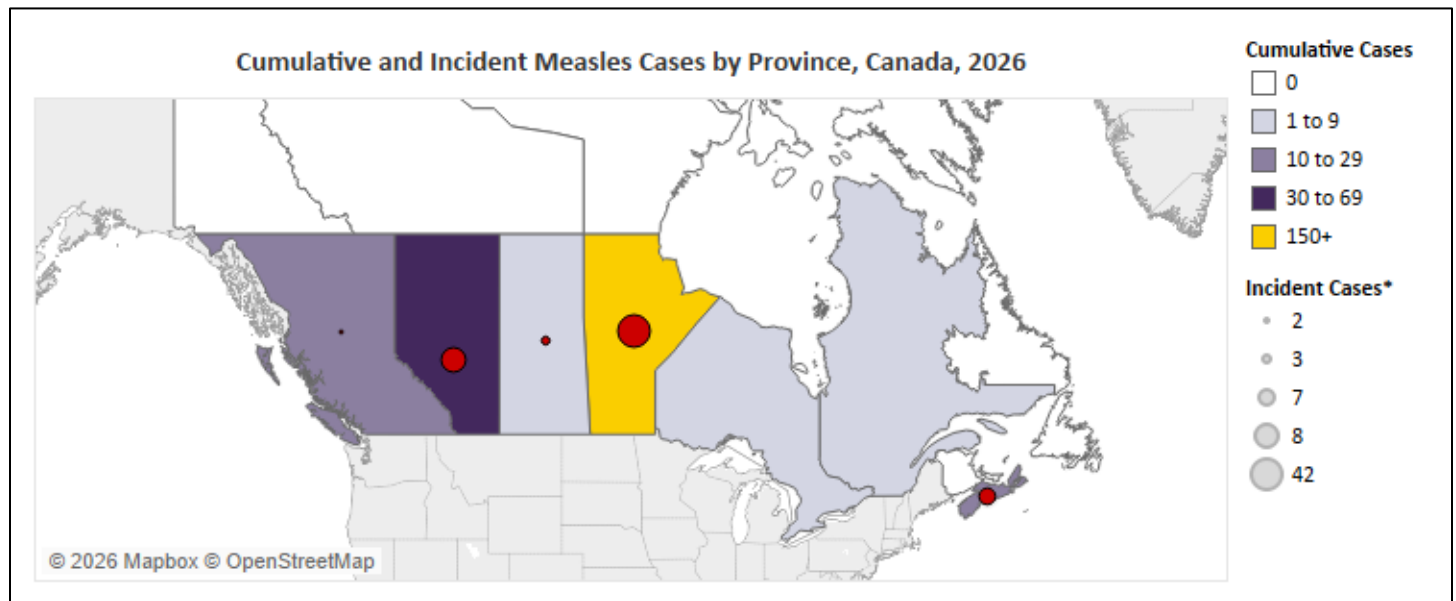 Cumulative and Incident Measles Cases by Province, Canada, 2026
Cumulative Cases
0
1 to 9
10 to 29
30 to 69
150+
Incident Cases*
2
3
7
8
42
© 2026 Mapbox © OpenStreetMap